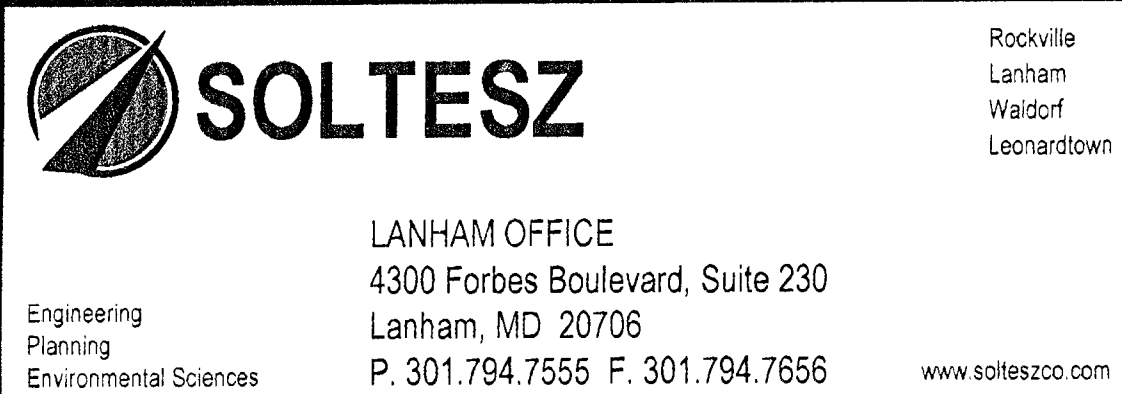 SOLTESZ
Rockville
Lanham
Waldorf
Leonardtown
LANHAM OFFICE
4300 Forbes Boulevard, Suite 230
Lanham, MD 20706
P. 301.794.7555 F. 301.794.7656
Engineering
Planning
Environmental Sciences
www.solteszco.com